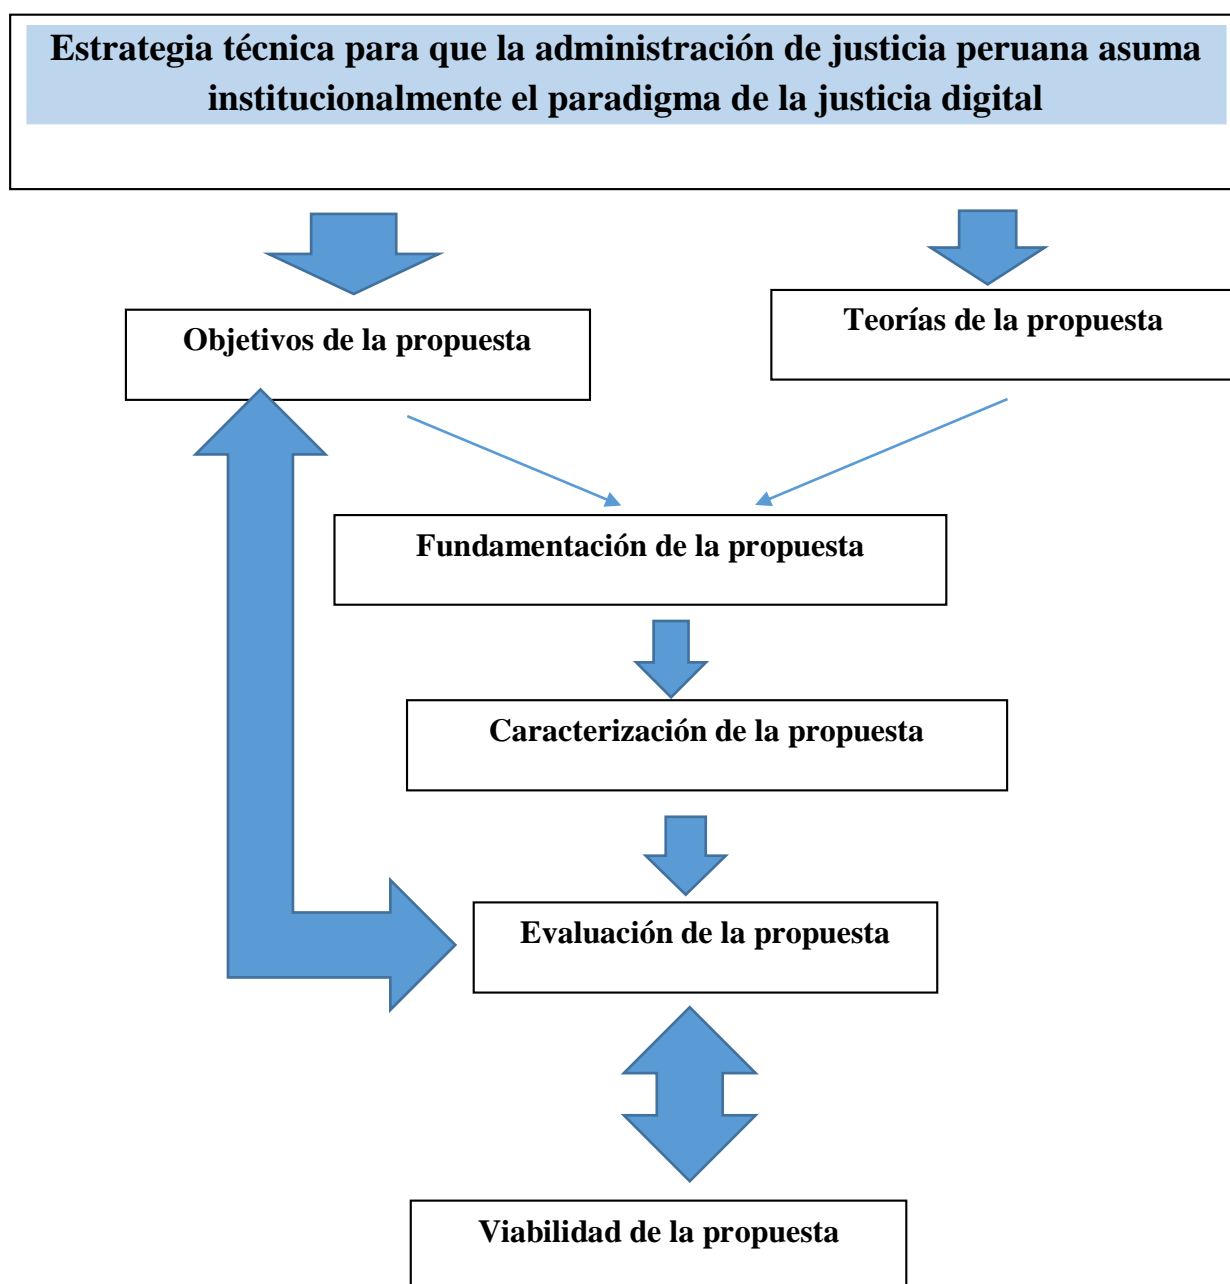 Estrategia técnica para que la administración de justicia peruana asuma
institucionalmente el paradigma de la justicia digital
Objetivos de la propuesta
Teorías de la propuesta
Fundamentación de la propuesta
Caracterización de la propuesta
Evaluación de la propuesta
Viabilidad de la propuesta